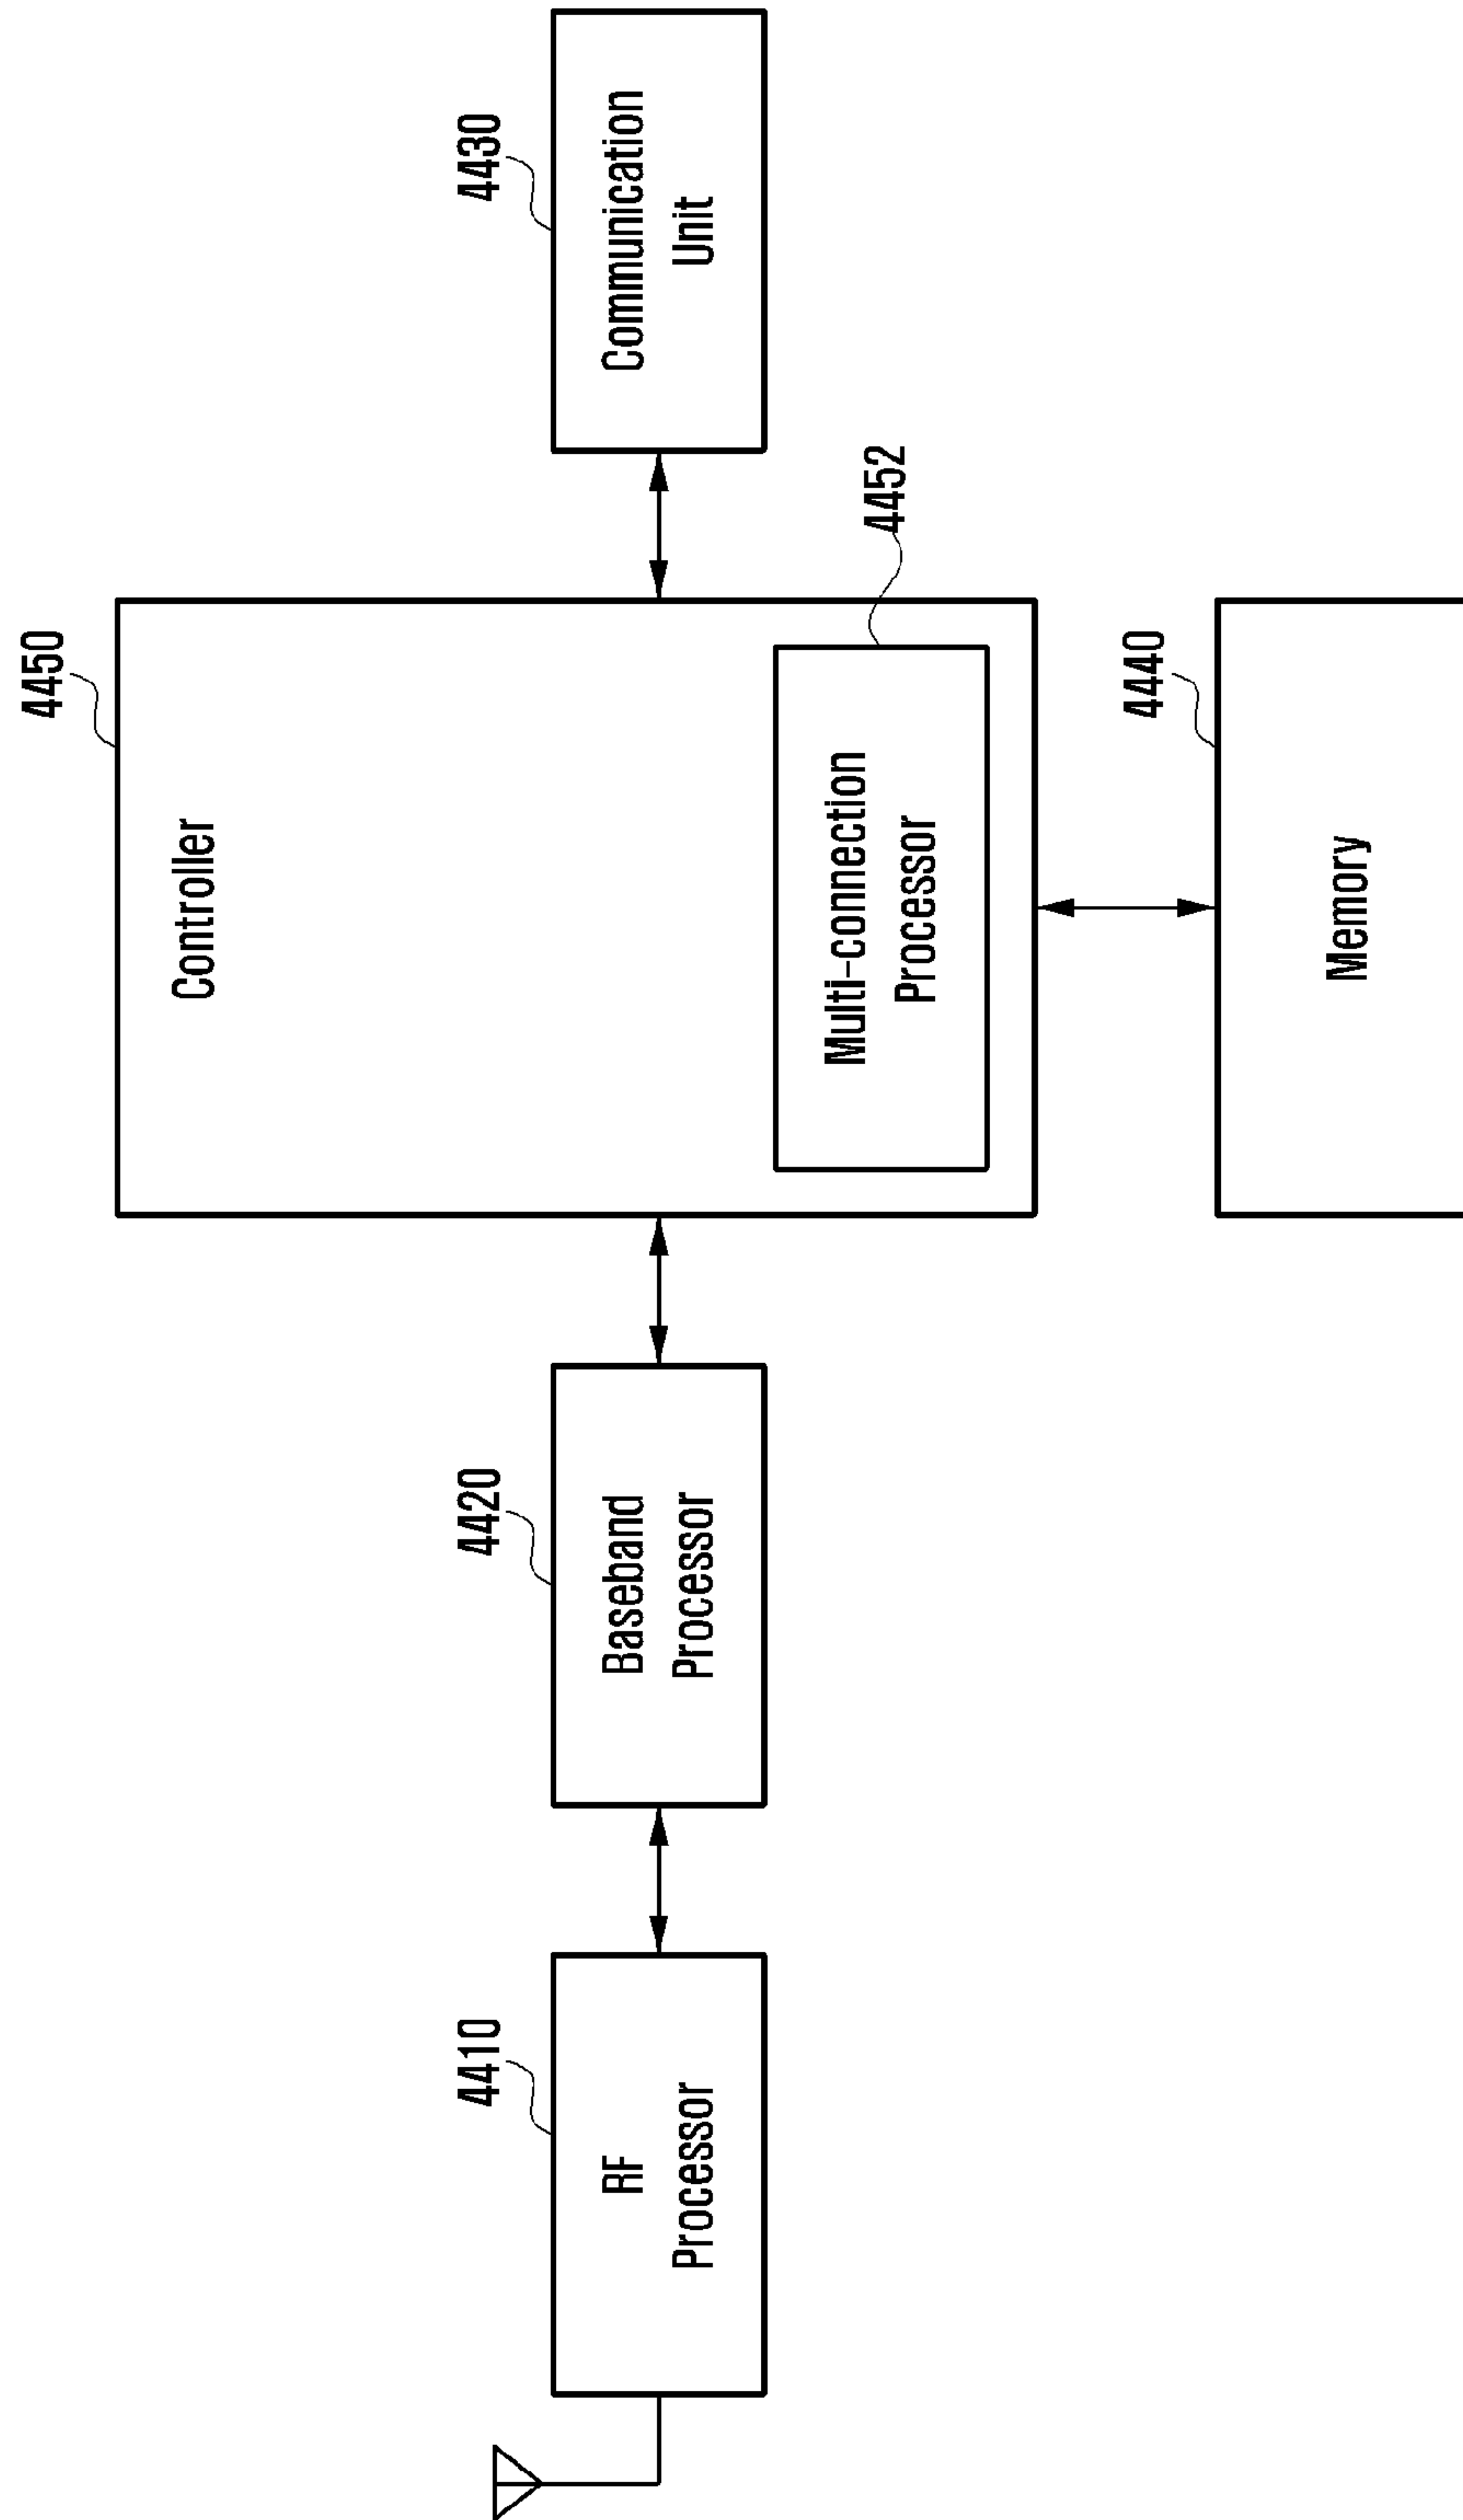 4450
Controller
4410
4420
4430
RF
Processor
Baseband
Processor
Communication
Unit
Multi-connection
Processor
4452
4440
Memory